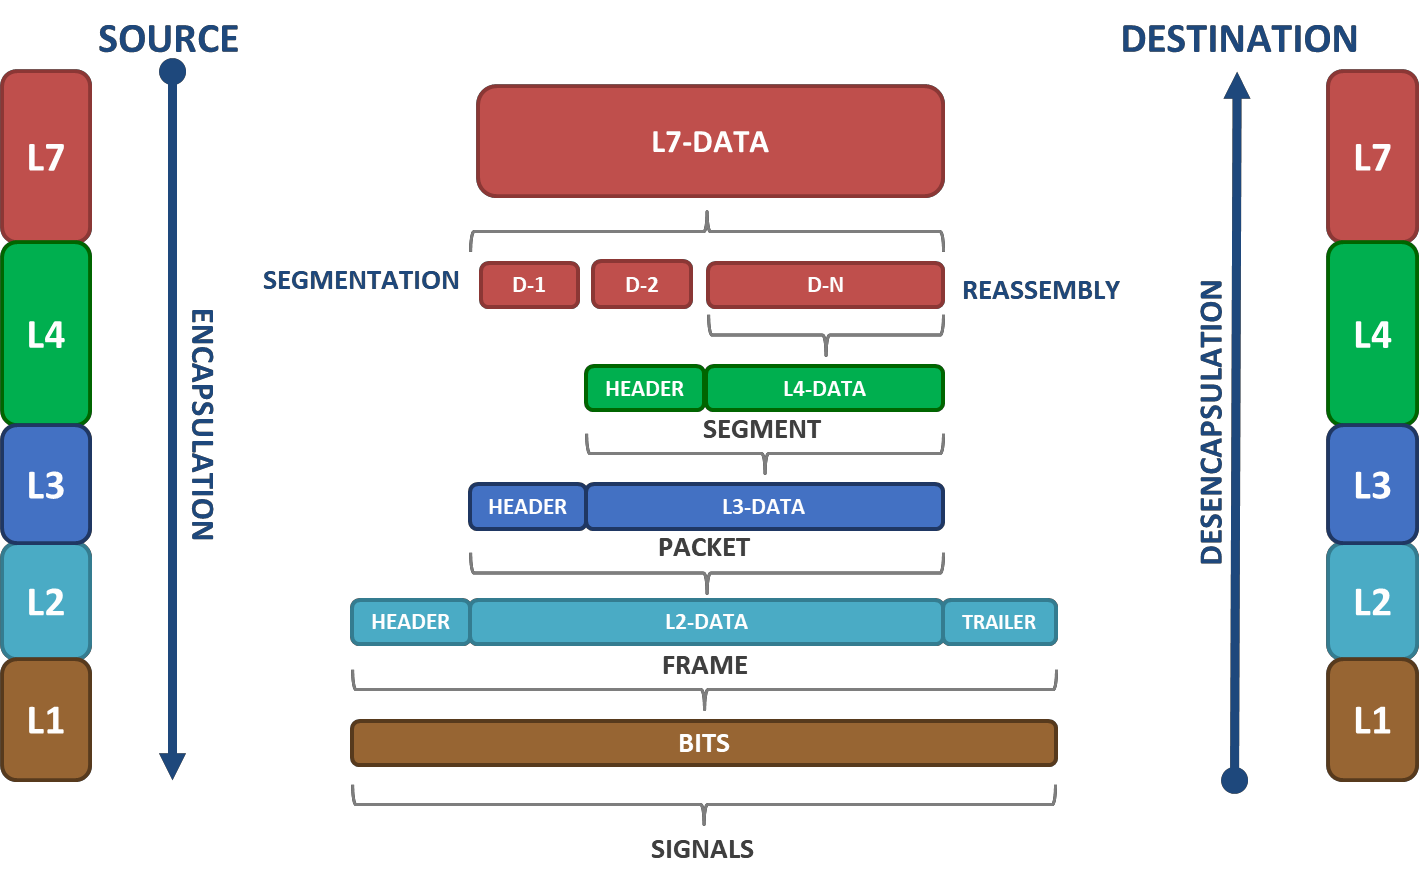 SOURCE
DESTINATION
L7
L4
L3
L2
L1
ENCAPSULATION
L7-DATA
SEGMENTATION
D-1
D-2
D-N
REASSEMBLY
HEADER
L4-DATA
SEGMENT
HEADER
L3-DATA
PACKET
HEADER
L2-DATA
TRAILER
FRAME
BITS
SIGNALS
DESENCAPSULATION
L7
L4
L3
L2
L1